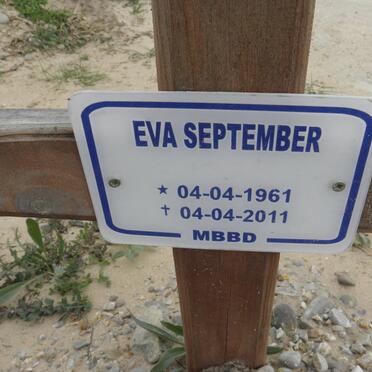 EVA SEPTEMBER
★ 04-04-1961
✝ 04-04-2011
MBBD